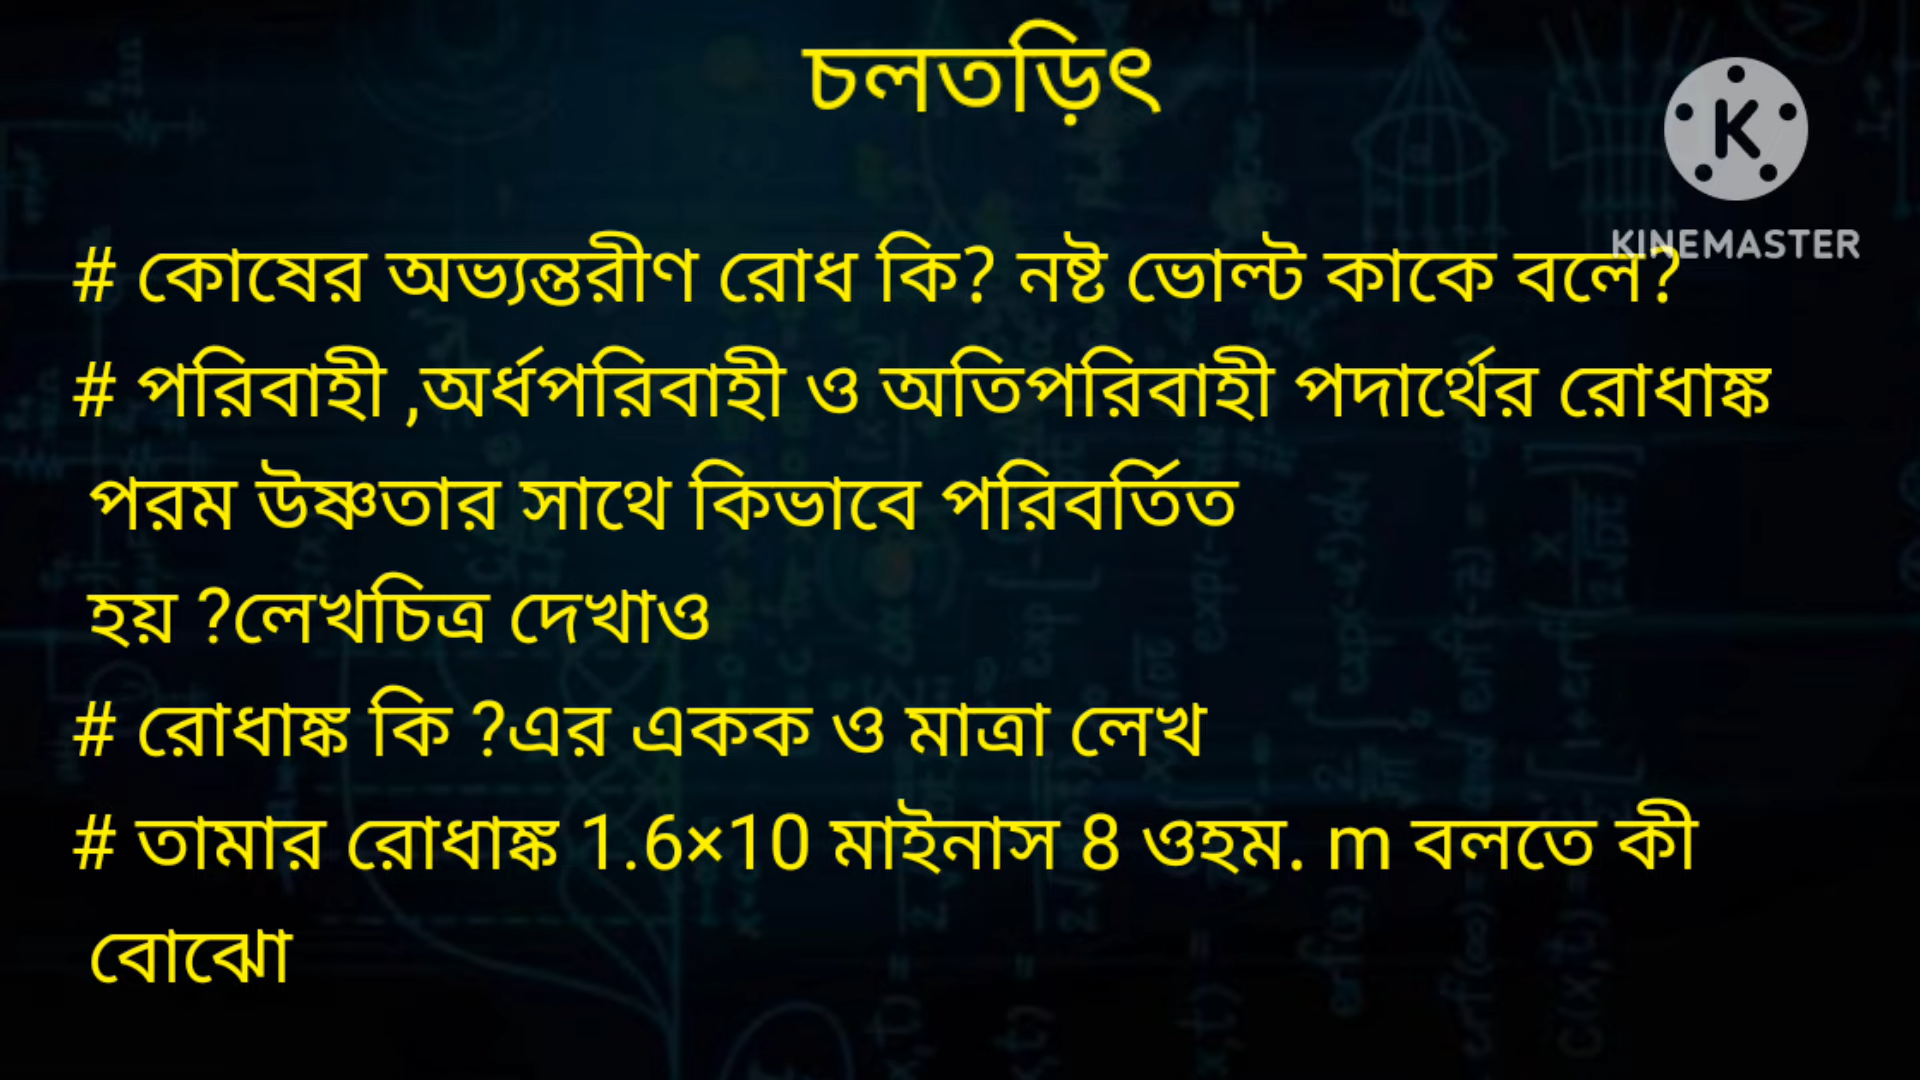 চলতড়িৎ
KINEMASTER
# কোষের অভ্যন্তরীণ রোধ কি? নষ্ট ভোল্ট কাকে বলে?
# পরিবাহী ,অর্ধপরিবাহী ও অতিপরিবাহী পদার্থের রোধাঙ্ক
পরম উষ্ণতার সাথে কিভাবে পরিবর্তিত
হয় ?লেখচিত্র দেখাও
# রোধাঙ্ক কি ?এর একক ও মাত্রা লেখ
# তামার রোধাঙ্ক 1.6×10 মাইনাস 8 ওহম. m বলতে কী
বোঝো